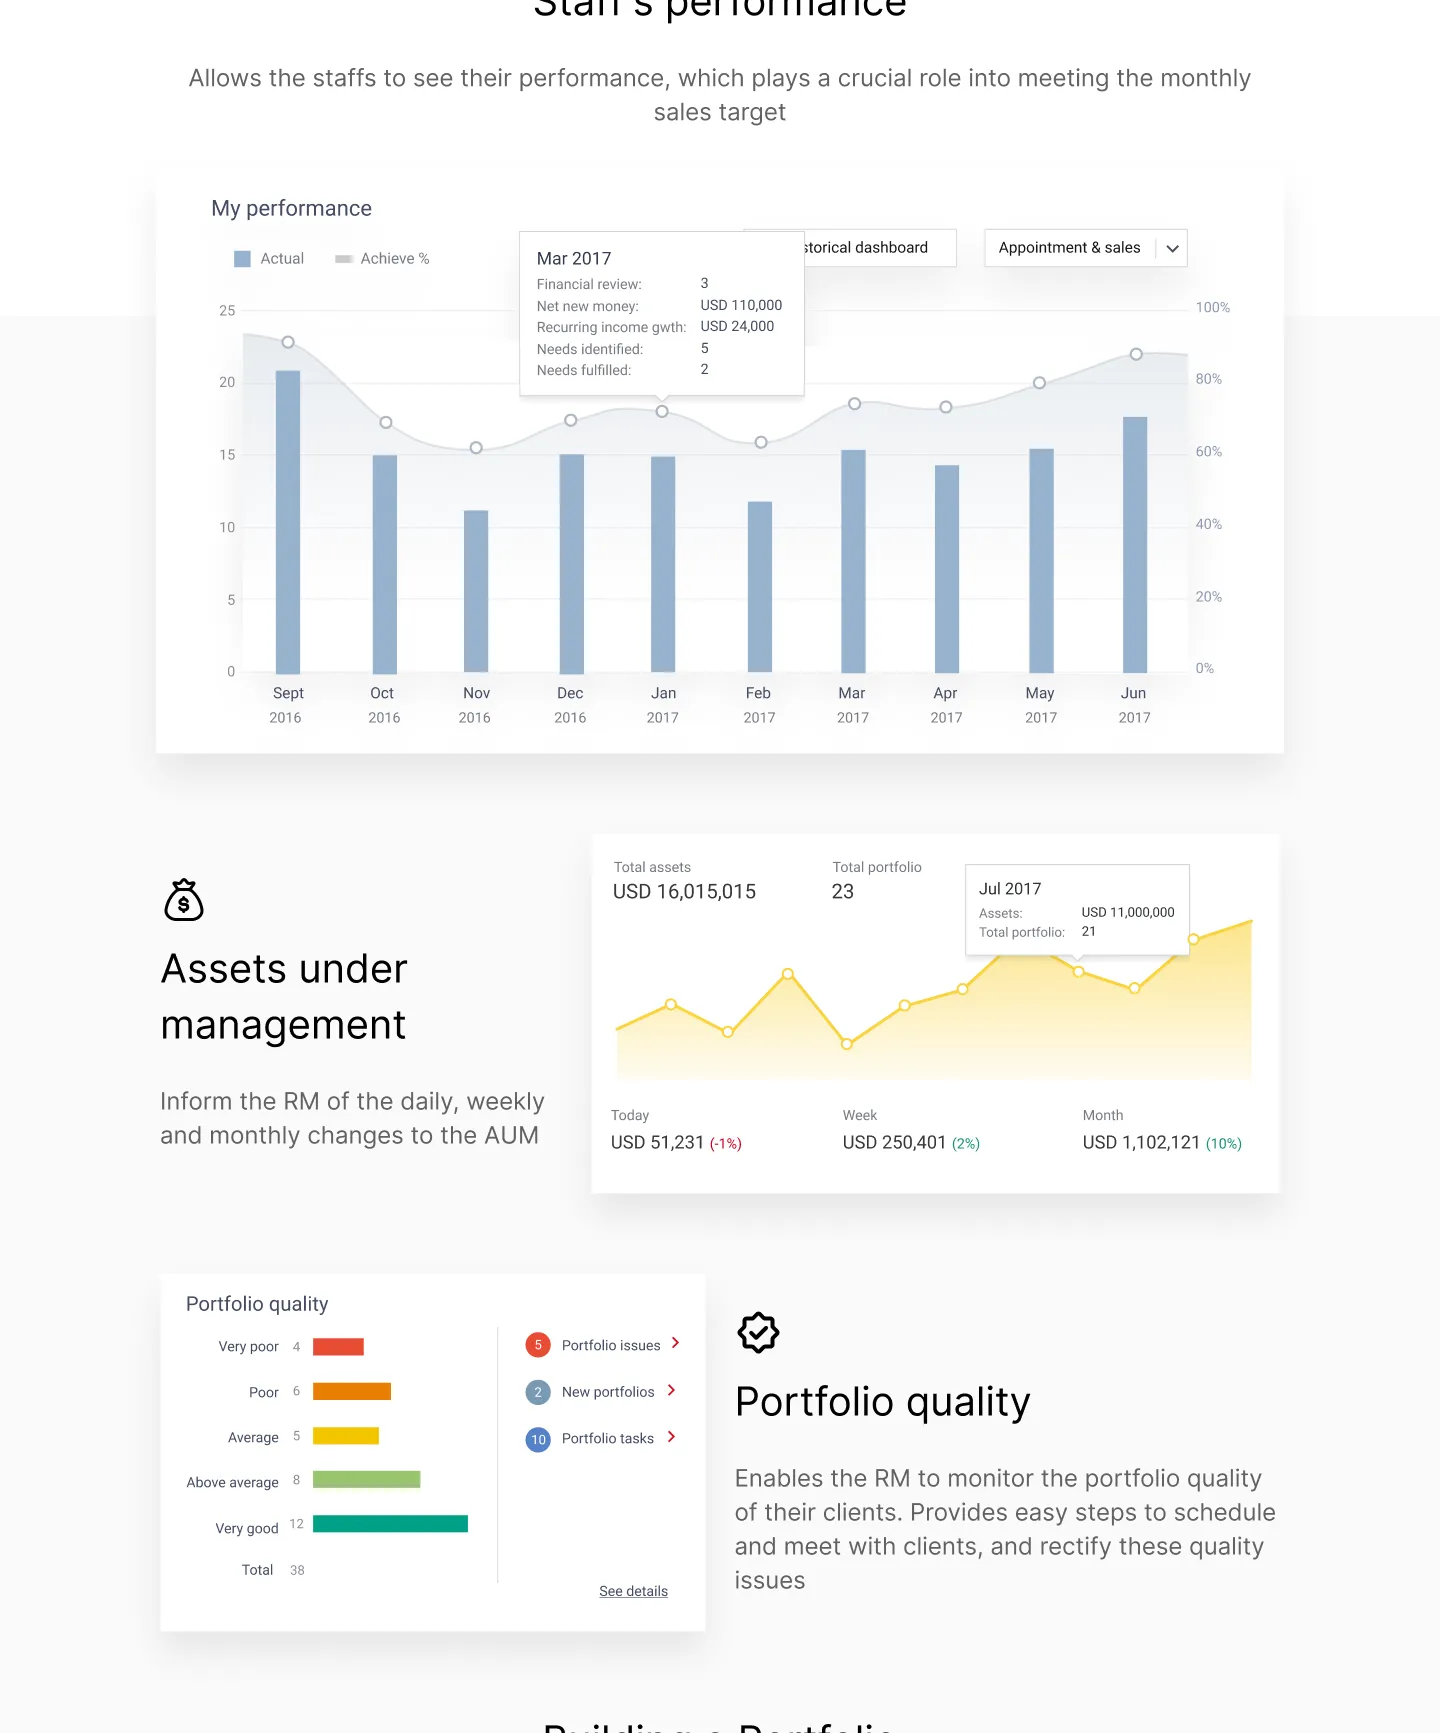 Staff's performance
Allows the staffs to see their performance, which plays a crucial role into meeting the monthly
sales target
My performance
Actual
Achieve %
Mar 2017
Financial review: 3
Net new money: USD 110,000
Recurring income gwth: USD 24,000
Needs identified: 5
Needs fulfilled: 2
dashboard
Appointment & sales
25
20
15
10
5
0
100%
80%
60%
40%
20%
0%
Sept Oct Nov Dec Jan Feb Mar Apr May Jun
2016 2016 2016 2016 2017 2017 2017 2017 2017 2017
Assets under
management
Inform the RM of the daily, weekly
and monthly changes to the AUM
Total assets
USD 16,015,015
Total portfolio
23
Jul 2017
Assets: USD 11,000,000
Total portfolio: 21
Today
USD 51,231 (-1%)
Week
USD 250,401 (2%)
Month
USD 1,102,121 (10%)
Portfolio quality
Very poor 4
Poor 6
Average 5
Above average 8
Very good 12
Total 38
5 Portfolio issues
2 New portfolios
10 Portfolio tasks
See details
Portfolio quality
Enables the RM to monitor the portfolio quality
of their clients. Provides easy steps to schedule
and meet with clients, and rectify these quality
issues
Building a Portfolio